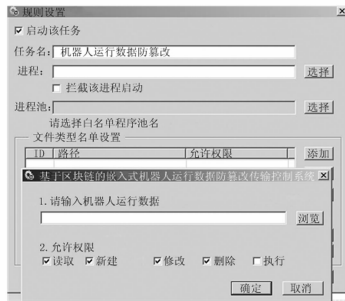 规则设置
启动该任务
任务名: 机器人运行数据防篡改
进程: 选择
拦截该进程启动
进程池: 选择
请选择白名单程序池名
文件类型名单设置
ID 路径 允许权限 添加
基于区块链的嵌入式机器人运行数据防篡改传输控制系统
1.请输入机器人运行数据
浏览
2.允许权限
读取 新建 修改 删除 执行
确定 取消